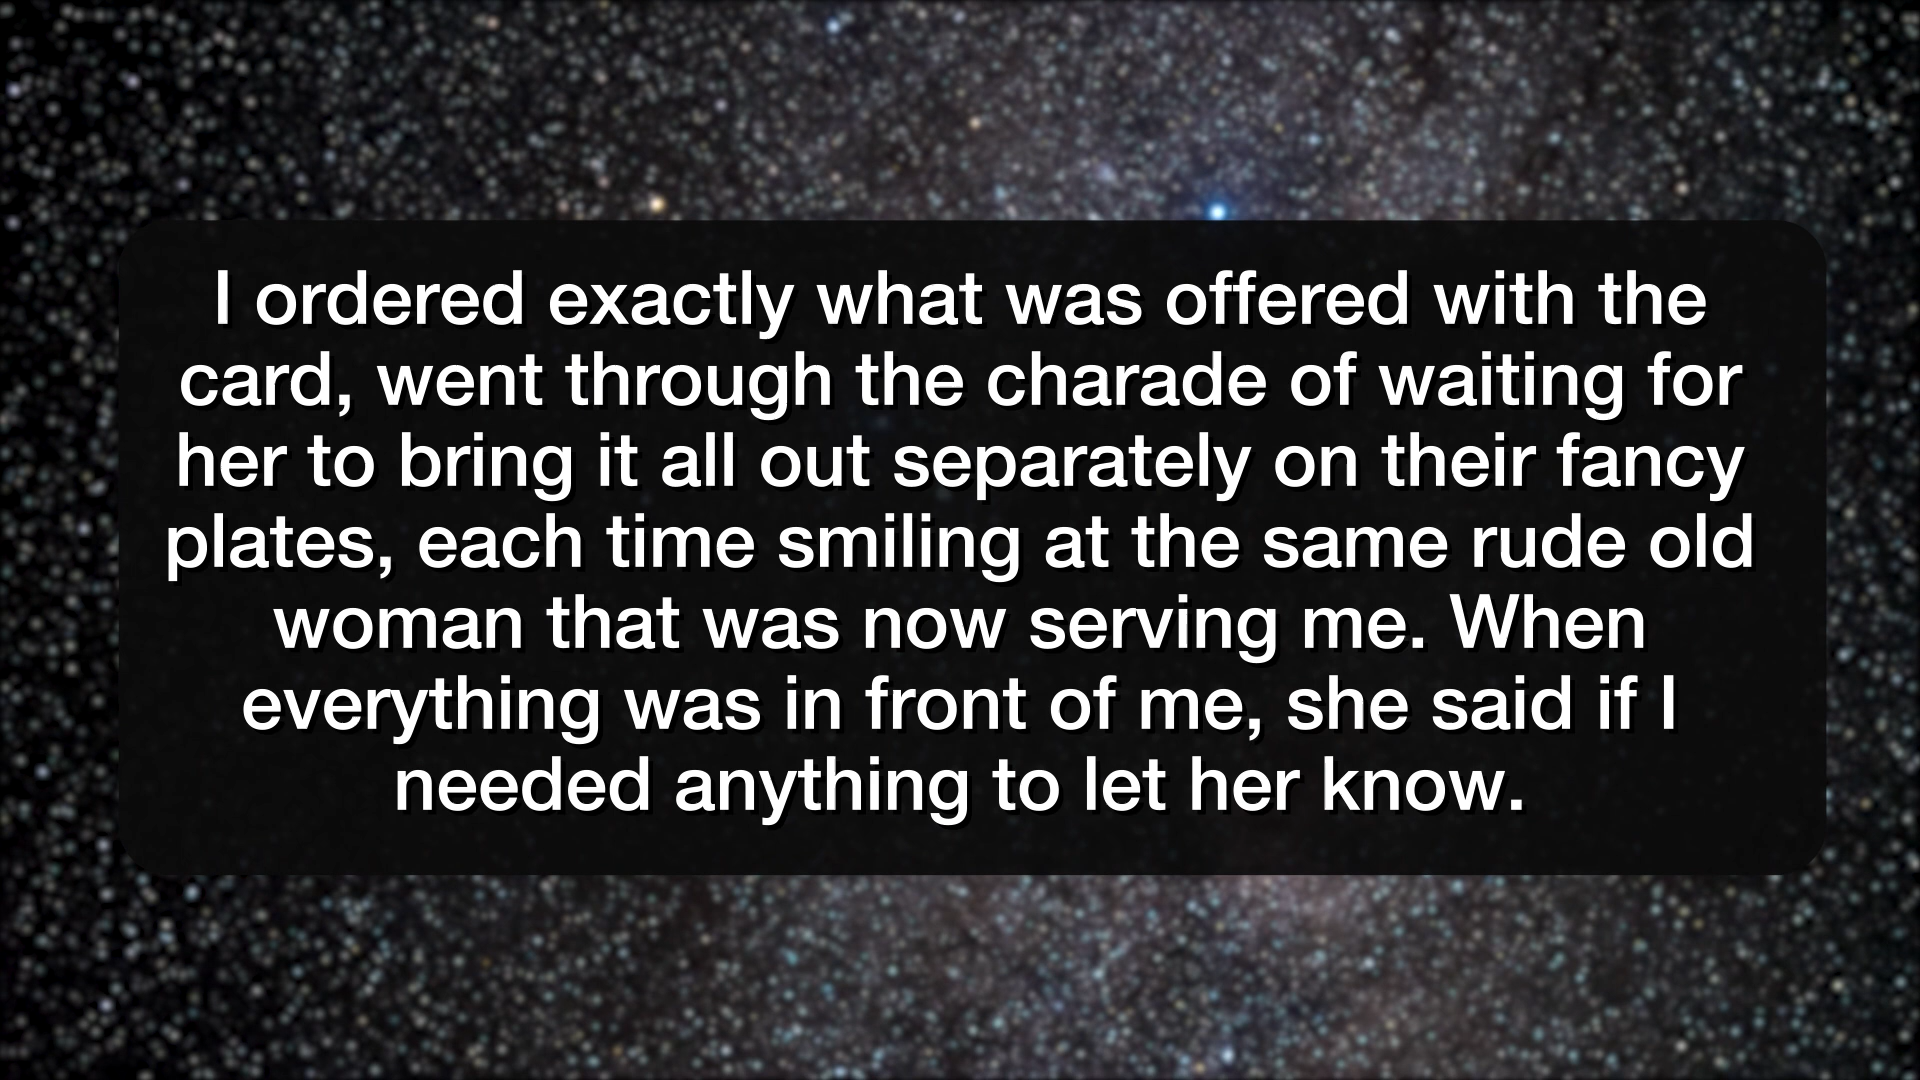 I ordered exactly what was offered with the
card, went through the charade of waiting for
her to bring it all out separately on their fancy
plates, each time smiling at the same rude old
woman that was now serving me. When
everything was in front of me, she said if I
needed anything to let her know.